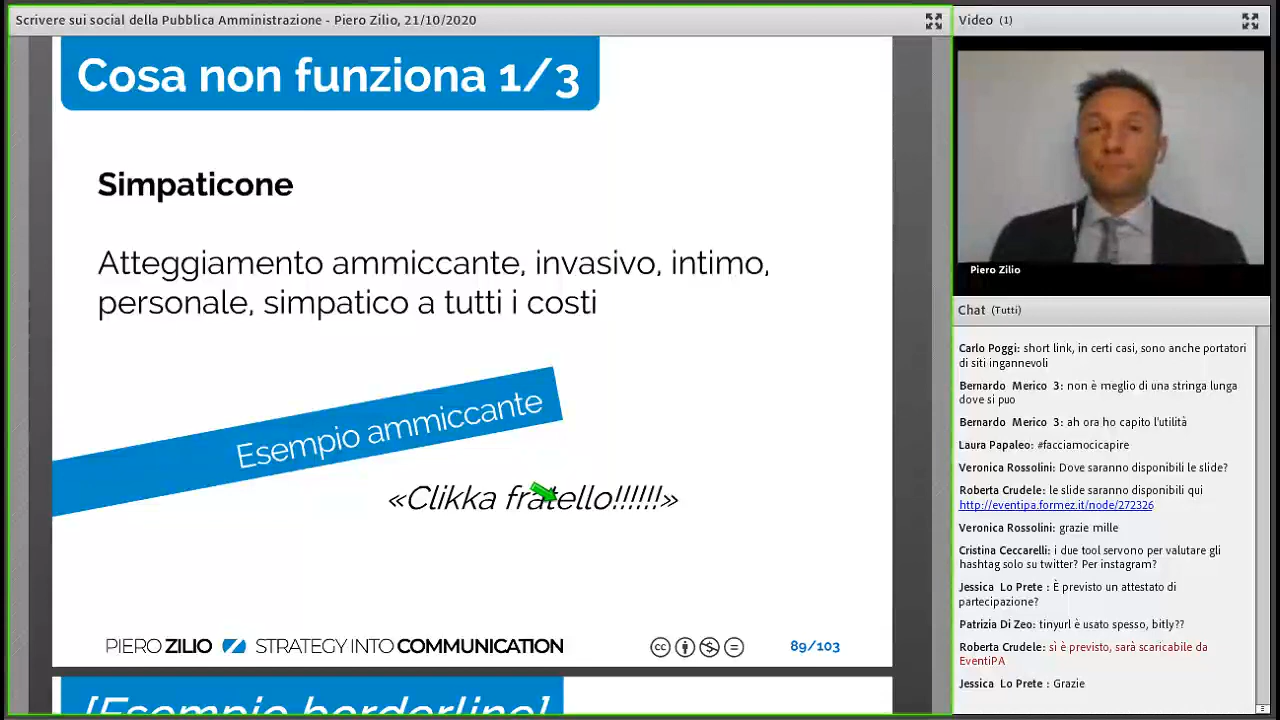 Scrivere sui social della Pubblica Amministrazione - Piero Zilio, 21/10/2020
Cosa non funziona 1/3
Simpaticone
Atteggiamento ammiccante, invasivo, intimo,
personale, simpatico a tutti i costi
Esempio ammiccante
«Clikka fratello!!!!!!»
PIERO ZILIO STRATEGY INTO COMMUNICATION
cc
89/103
[Esempio borderline]
Video (1)
Piero Zilio
Chat (Tutti)
Carlo Poggi: short link, in certi casi, sono anche portatori
di siti ingannevoli
Bernardo Merico 3: non è meglio di una stringa lunga
dove si puo
Bernardo Merico 3: ah ora ho capito l'utilità
Laura Papaleo: #facciamocicapire
Veronica Rossolini: Dove saranno disponibili le slide?
Roberta Crudele: le slide saranno disponibili qui
http://eventipa.formez.it/node/272326
Veronica Rossolini: grazie mille
Cristina Ceccarelli: i due tool servono per valutare gli
hashtag solo su twitter? Per instagram?
Jessica Lo Prete : È previsto un attestato di
partecipazione?
Patrizia Di Zeo: tinyurl è usato spesso, bitly??
Roberta Crudele: sì è previsto, sarà scaricabile da
EventiPA
Jessica Lo Prete : Grazie